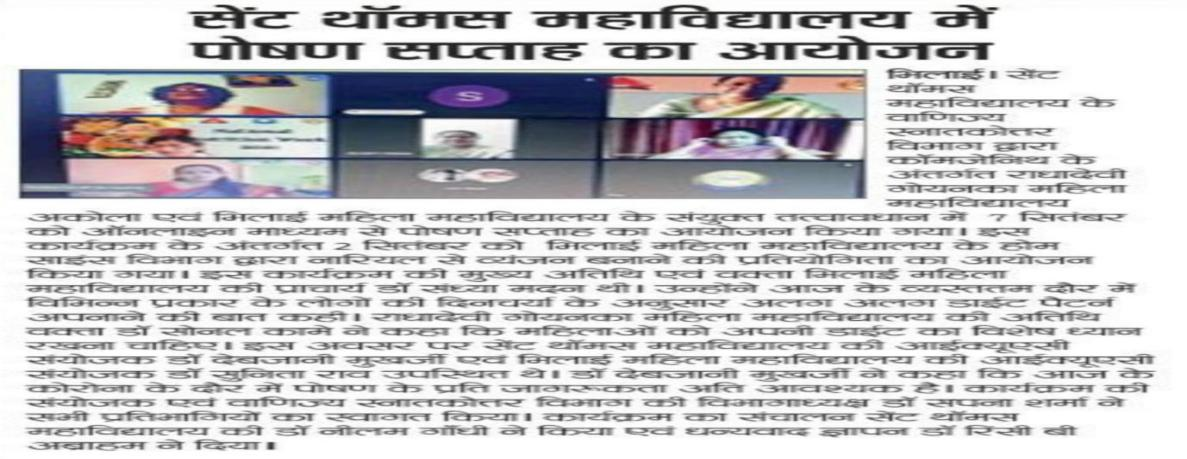 सेंट थॉमस महाविद्यालय में
पोषण सप्ताह का आयोजन
S
भिलाई। सेंट
थॉमस
महाविद्यालय के
वाणिज्य
स्नातकोत्तर
विभाग द्वारा
कॉमजेनिथ के
अंतर्गत राधादेवी
गोयनका महिला
महाविद्यालय
अकोला एवं भिलाई महिला महाविद्यालय के संयुक्त तत्वावधान में 7 सितंबर
को ऑनलाइन माध्यम से पोषण सप्ताह का आयोजन किया गया। इस
कार्यक्रम के अंतर्गत 2 सितंबर को भिलाई महिला महाविद्यालय के होम
साइंस विभाग द्वारा नारियल से व्यंजन बनाने की प्रतियोगिता का आयोजन
किया गया। इस कार्यक्रम की मुख्य अतिथि एवं वक्ता भिलाई महिला
महाविद्यालय की प्राचार्य डॉ संध्या मदन थी। उन्होंने आज के व्यस्ततम दौर में
विभिन्न प्रकार के लोगो की दिनचर्या के अनुसार अलग अलग डाईट पैटर्न
अपनाने की बात कही। राधादेवी गोयनका महिला महाविद्यालय की अतिथि
वक्ता डॉ सोनल कामे ने कहा कि महिलाओं को अपनी डाईट का विशेष ध्यान
रखना चाहिए। इस अवसर पर सेंट थॉमस महाविद्यालय की आईक्यूएसी
संयोजक डॉ देबजानी मुखर्जी एवं भिलाई महिला महाविद्यालय की आईक्यूएसी
संयोजक डॉ सुनिता राय उपस्थित थे। डॉ देबजानी मुखर्जी ने कहा कि आज के
कोरोना के दौर में पोषण के प्रति जागरूकता अति आवश्यक है। कार्यक्रम की
संयोजक एवं वाणिज्य स्नातकोत्तर विभाग की विभागाध्यक्ष डॉ सपना शर्मा ने
सभी प्रतिभागियों का स्वागत किया। कार्यक्रम का संचालन सेंट थॉमस
महाविद्यालय की डॉ नीलम गाँधी ने किया एवं धन्यवाद ज्ञापन डॉ रिंसी बी
अब्राहम ने दिया।